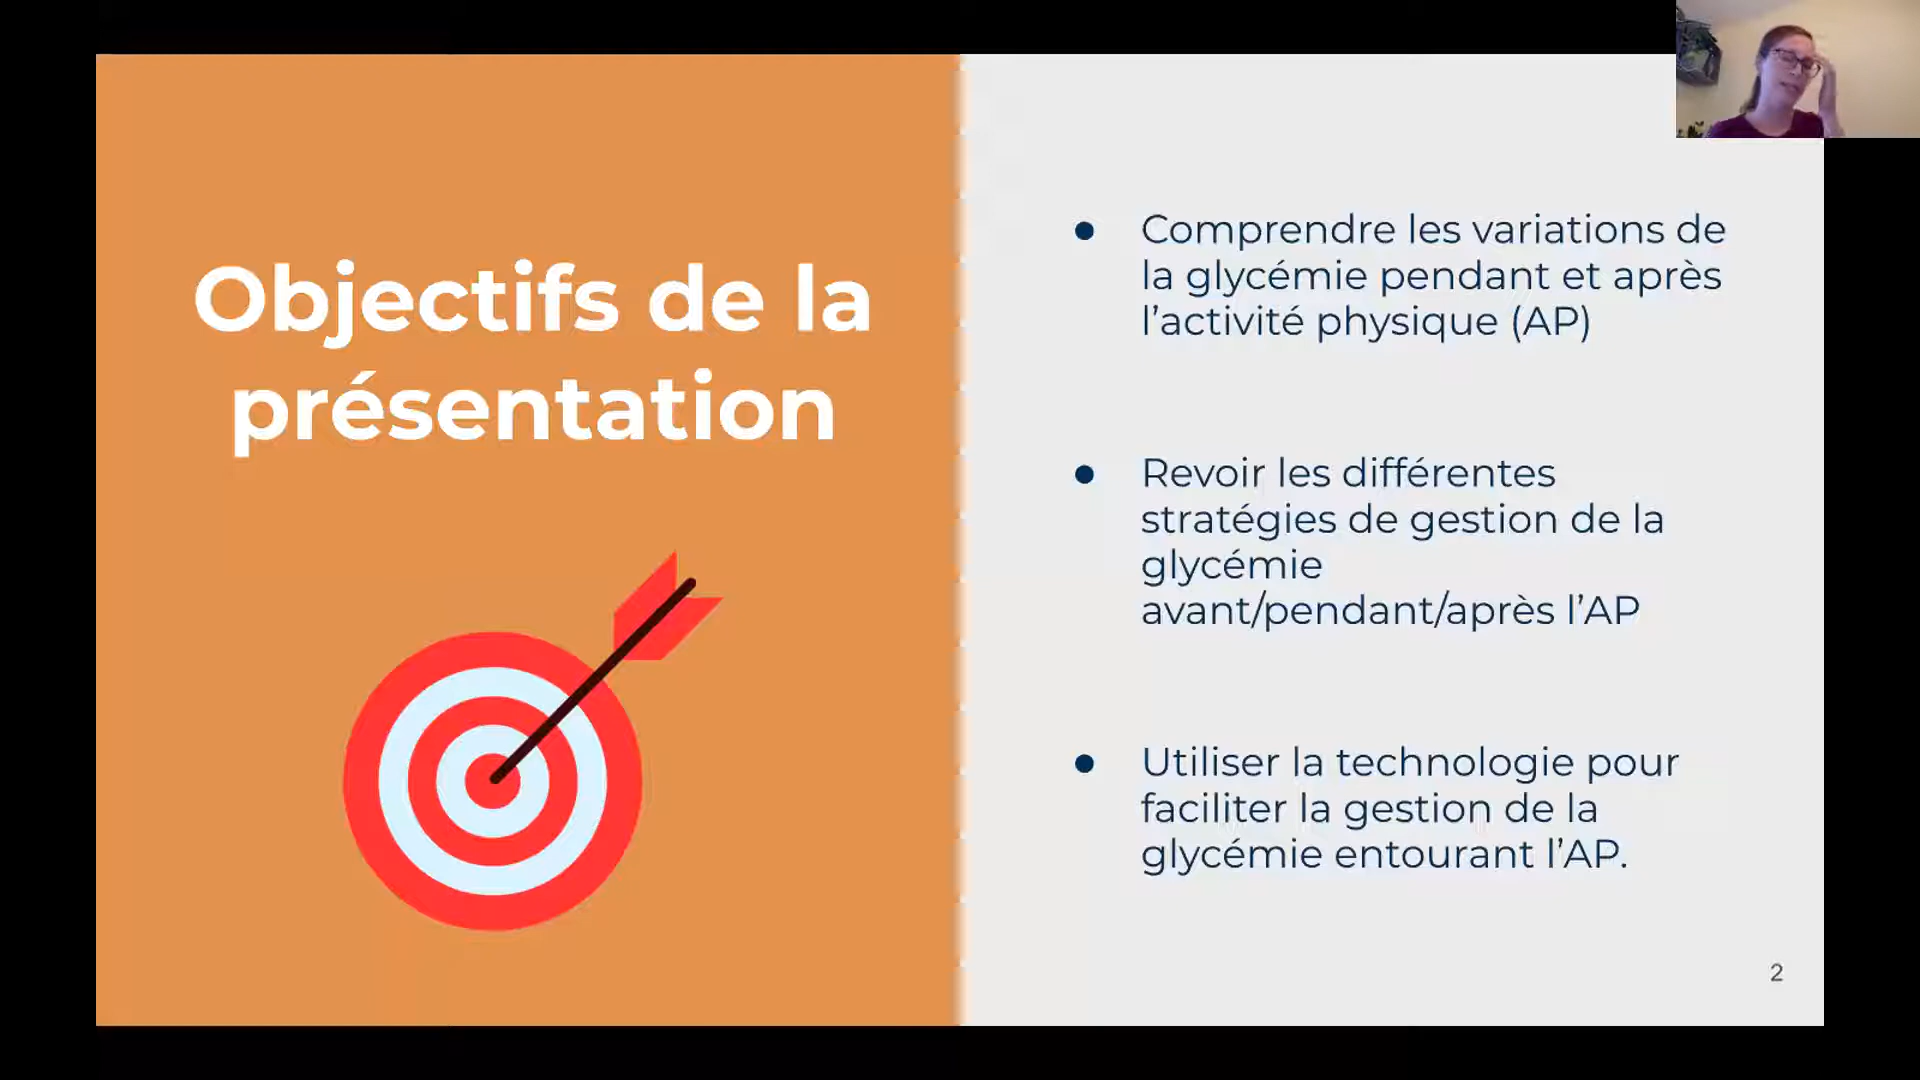 Objectifs de la
présentation
● Comprendre les variations de
la glycémie pendant et après
l’activité physique (AP)
● Revoir les différentes
stratégies de gestion de la
glycémie
avant/pendant/après l’AP
● Utiliser la technologie pour
faciliter la gestion de la
glycémie entourant l’AP.
2